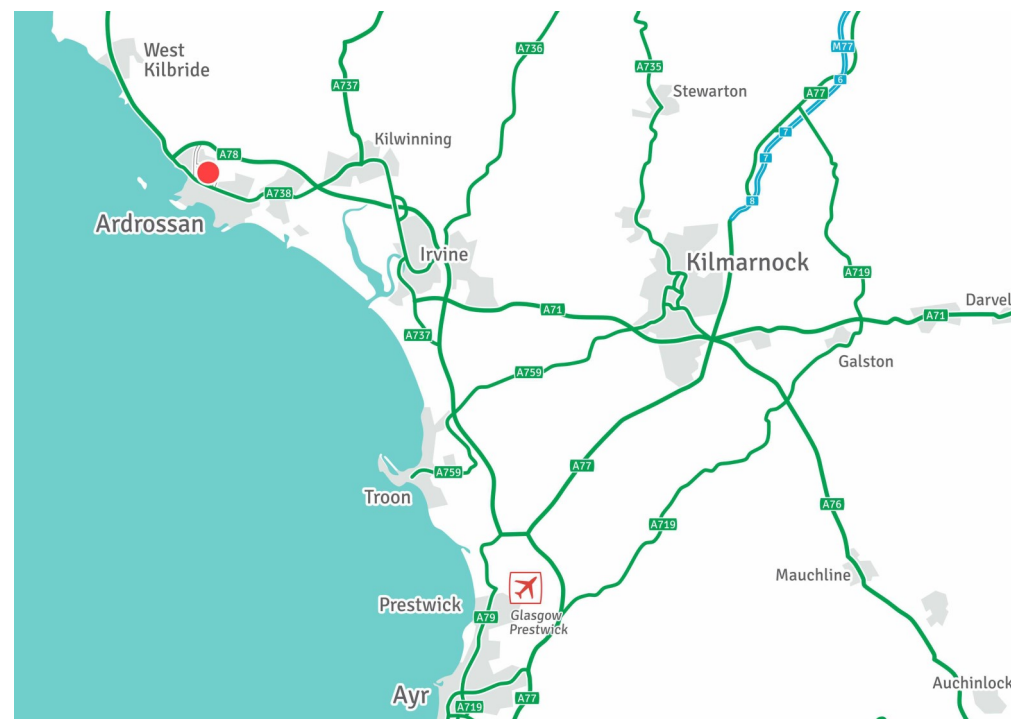 M77
A736
West
Kilbride
A735
6
A737
Stewarton
A77
7
Kilwinning
A78
7
A738
8
Ardrossan
Irvine
Kilmarnock
A719
Darvel
A71
A71
A737
Galston
A759
A77
A759
Troon
A76
A719
Mauchline
Prestwick
A79
Glasgow
Prestwick
Auchinlock
Ayr
A77
A719